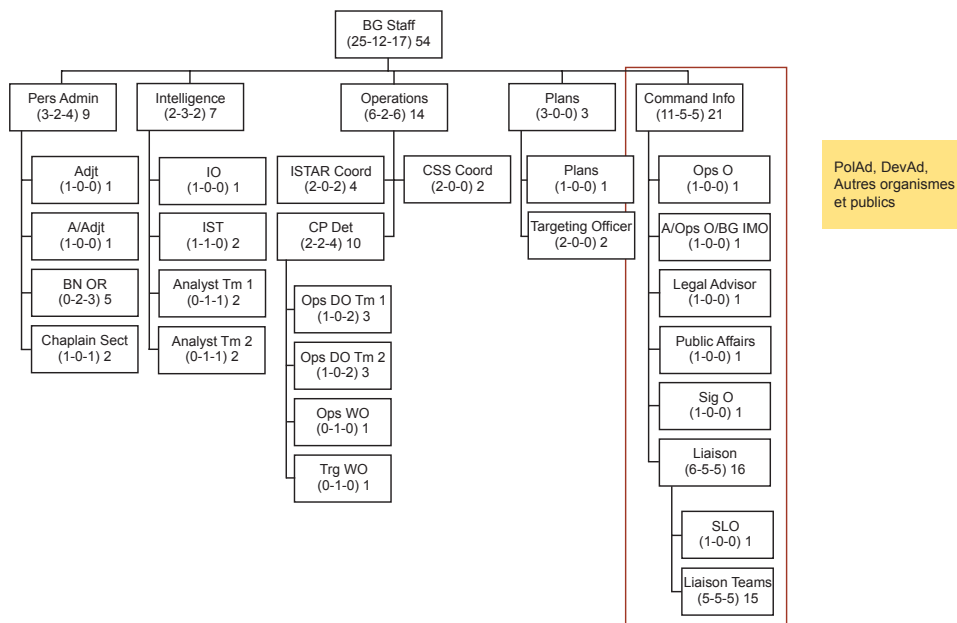 BG Staff
(25-12-17) 54
Pers Admin
(3-2-4) 9
Intelligence
(2-3-2) 7
Operations
(6-2-6) 14
Plans
(3-0-0) 3
Command Info
(11-5-5) 21
Adjt
(1-0-0) 1
A/Adjt
(1-0-0) 1
BN OR
(0-2-3) 5
Chaplain Sect
(1-0-1) 2
IO
(1-0-0) 1
IST
(1-1-0) 2
Analyst Tm 1
(0-1-1) 2
Analyst Tm 2
(0-1-1) 2
ISTAR Coord
(2-0-2) 4
CSS Coord
(2-0-0) 2
CP Det
(2-2-4) 10
Ops DO Tm 1
(1-0-2) 3
Ops DO Tm 2
(1-0-2) 3
Ops WO
(0-1-0) 1
Trg WO
(0-1-0) 1
Plans
(1-0-0) 1
Targeting Officer
(2-0-0) 2
Ops O
(1-0-0) 1
A/Ops O/BG IMO
(1-0-0) 1
Legal Advisor
(1-0-0) 1
Public Affairs
(1-0-0) 1
Sig O
(1-0-0) 1
Liaison
(6-5-5) 16
SLO
(1-0-0) 1
Liaison Teams
(5-5-5) 15
PolAd, DevAd,
Autres organismes
et publics